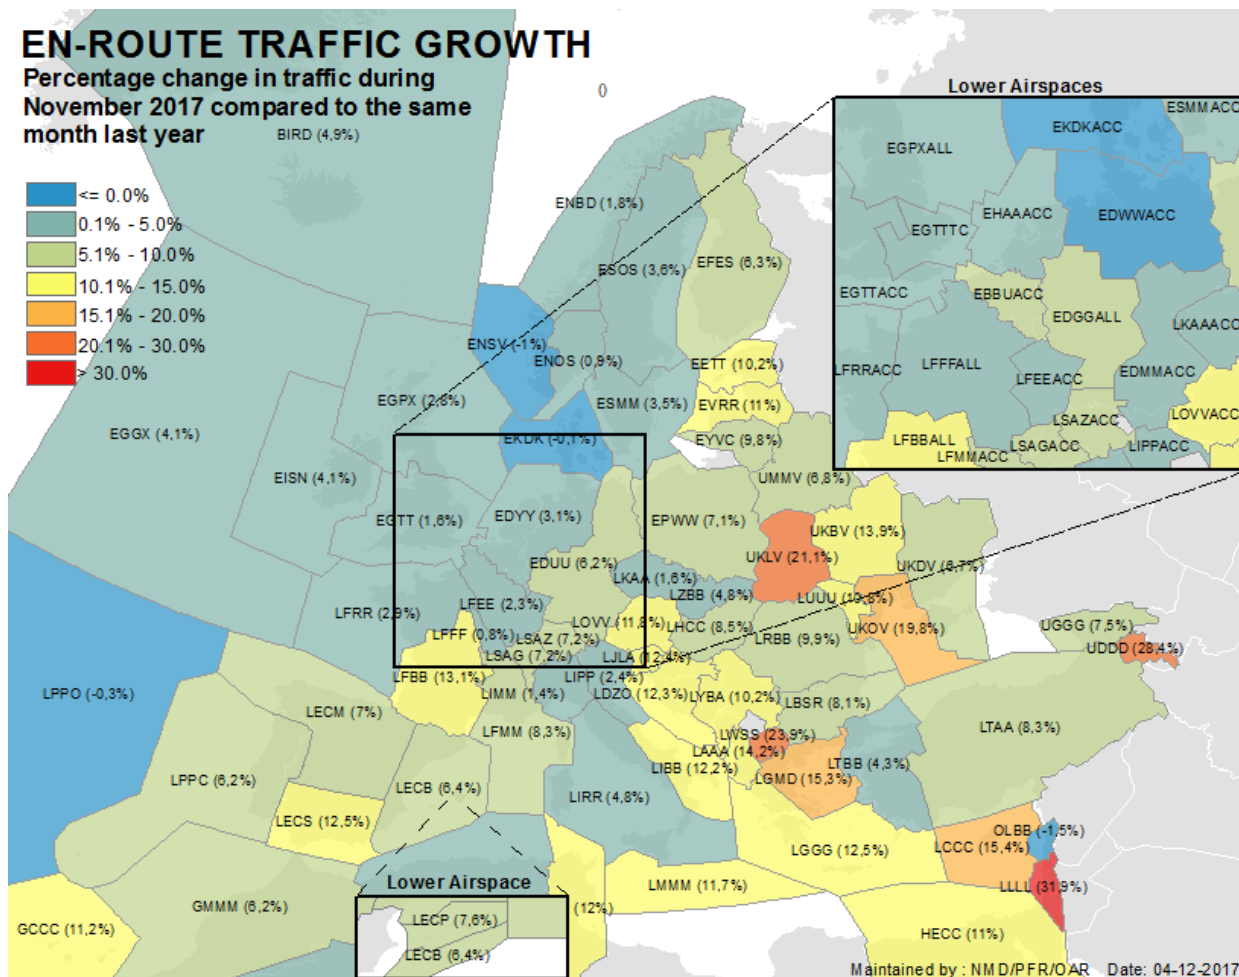 EN-ROUTE TRAFFIC GROWTH
Percentage change in traffic during
November 2017 compared to the same
month last year
<= 0.0%
0.1% - 5.0%
5.1% - 10.0%
10.1% - 15.0%
15.1% - 20.0%
20.1% - 30.0%
> 30.0%
0
Lower Airspaces
ESMMACC
EKDKACC
EGPXALL
EHAAACC
EDWWACC
EGTTTC
EGTTACC
EBBUACC
EDGGALL
LKAAACC
LFRRACC
LFFFALL
LFEEACC
EDMMACC
LSAZACC
LOVVACC
LFBBALL
LSAGACC
LIPPACC
LFMMACC
BIRD (4,9%)
ENBD (1,8%)
ESOS (3,6%)
EFES (6,3%)
ENSV (-1%)
ENOS (0,9%)
EETT (10,2%)
EGPX (2,8%)
ESMM (3,5%)
EVRR (11%)
EGGX (4,1%)
EKDK (-0,1%)
EYVC (9,8%)
EISN (4,1%)
UMMV (6,8%)
EGTT (1,6%)
EDYY (3,1%)
EPWW (7,1%)
UKBV (13,9%)
UKLV (21,1%)
UKDV (6,7%)
EDUU (6,2%)
LKAA (1,6%)
LZBB (4,8%)
LUUU
LFRR (2,9%)
LFEE (2,3%)
LOVV (11,8%)
LHCC (8,5%)
UKOV (19,8%)
LFFF (0,8%)
LSAZ (7,2%)
LRBB (9,9%)
UGGG (7,5%)
UDDD (28,4%)
LSAG (7,2%)
LJLA (12,4%)
LFBB (13,1%)
LIPP (2,4%)
LPPO (-0,3%)
LIMM (1,4%)
LDZO (12,3%)
LYBA (10,2%)
LBSR (8,1%)
LECM (7%)
LFMM (8,3%)
LWSS (23,9%)
LTAA (8,3%)
LAAA (14,2%)
LTBB (4,3%)
LIBB (12,2%)
LGMD (15,3%)
LPPC (6,2%)
LECB (6,4%)
LIRR (4,8%)
LECS (12,5%)
OLBB (-1,5%)
LCCC (15,4%)
LGGG (12,5%)
LMMM (11,7%)
LLLL (31,9%)
Lower Airspace
GMMM (6,2%)
LECP (7,6%)
(12%)
GCCC (11,2%)
HECC (11%)
LECB (6,4%)
Maintained by : NMD/PFR/OAR Date: 04-12-2017